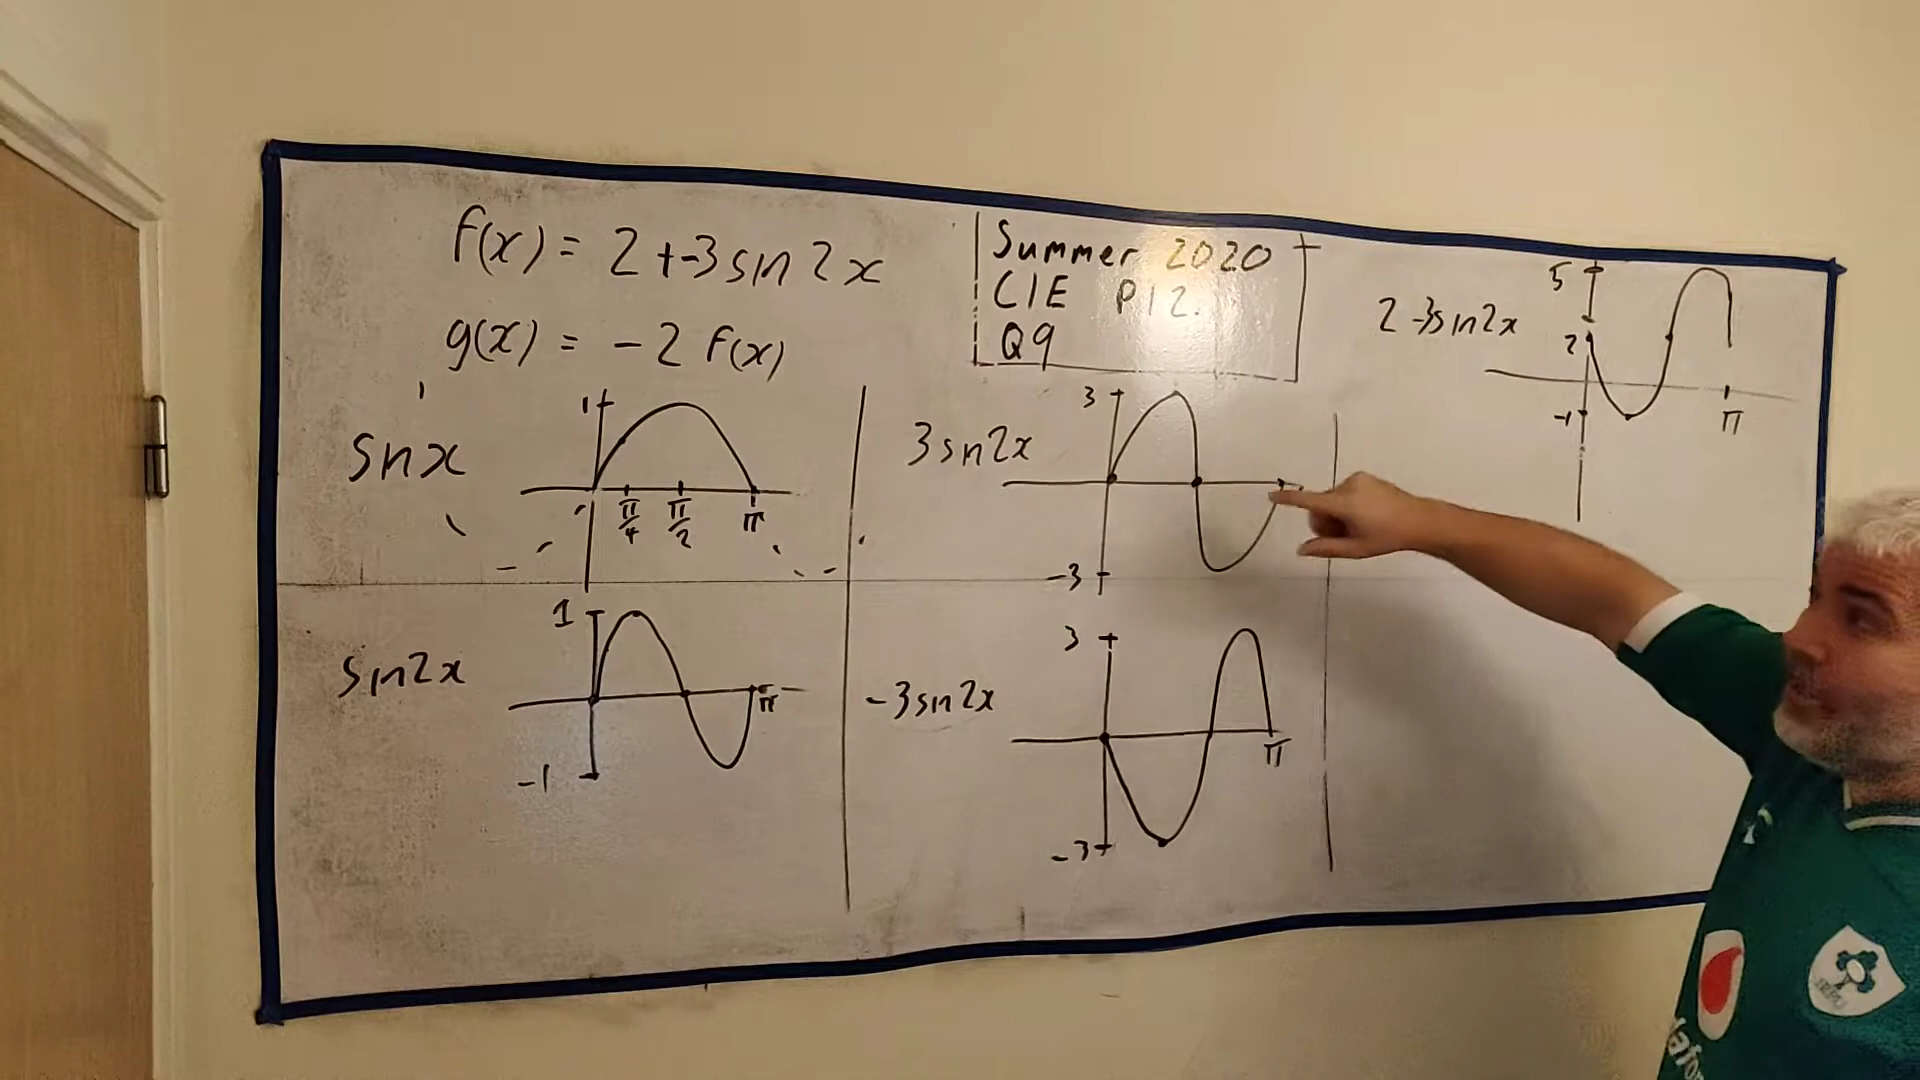 f(x) = 2+-3 sin 2x
g(x) = -2 f(x)
Summer 2020
CIE P12.
Q9
sin x
1
π/4
π/2
π
sin 2x
1
-1
π
3 sin 2x
3
-3
-3 sin 2x
3
-3
π
2 -3 sin 2x
5
2
-1
π
IRFU